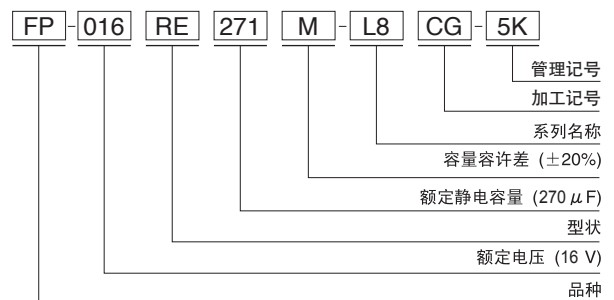 FP-016 RE 271 M-L8 CG-5K
管理记号
加工记号
系列名称
容量容许差 (±20%)
额定静电容量 (270 μF)
型状
额定电压 (16 V)
品种